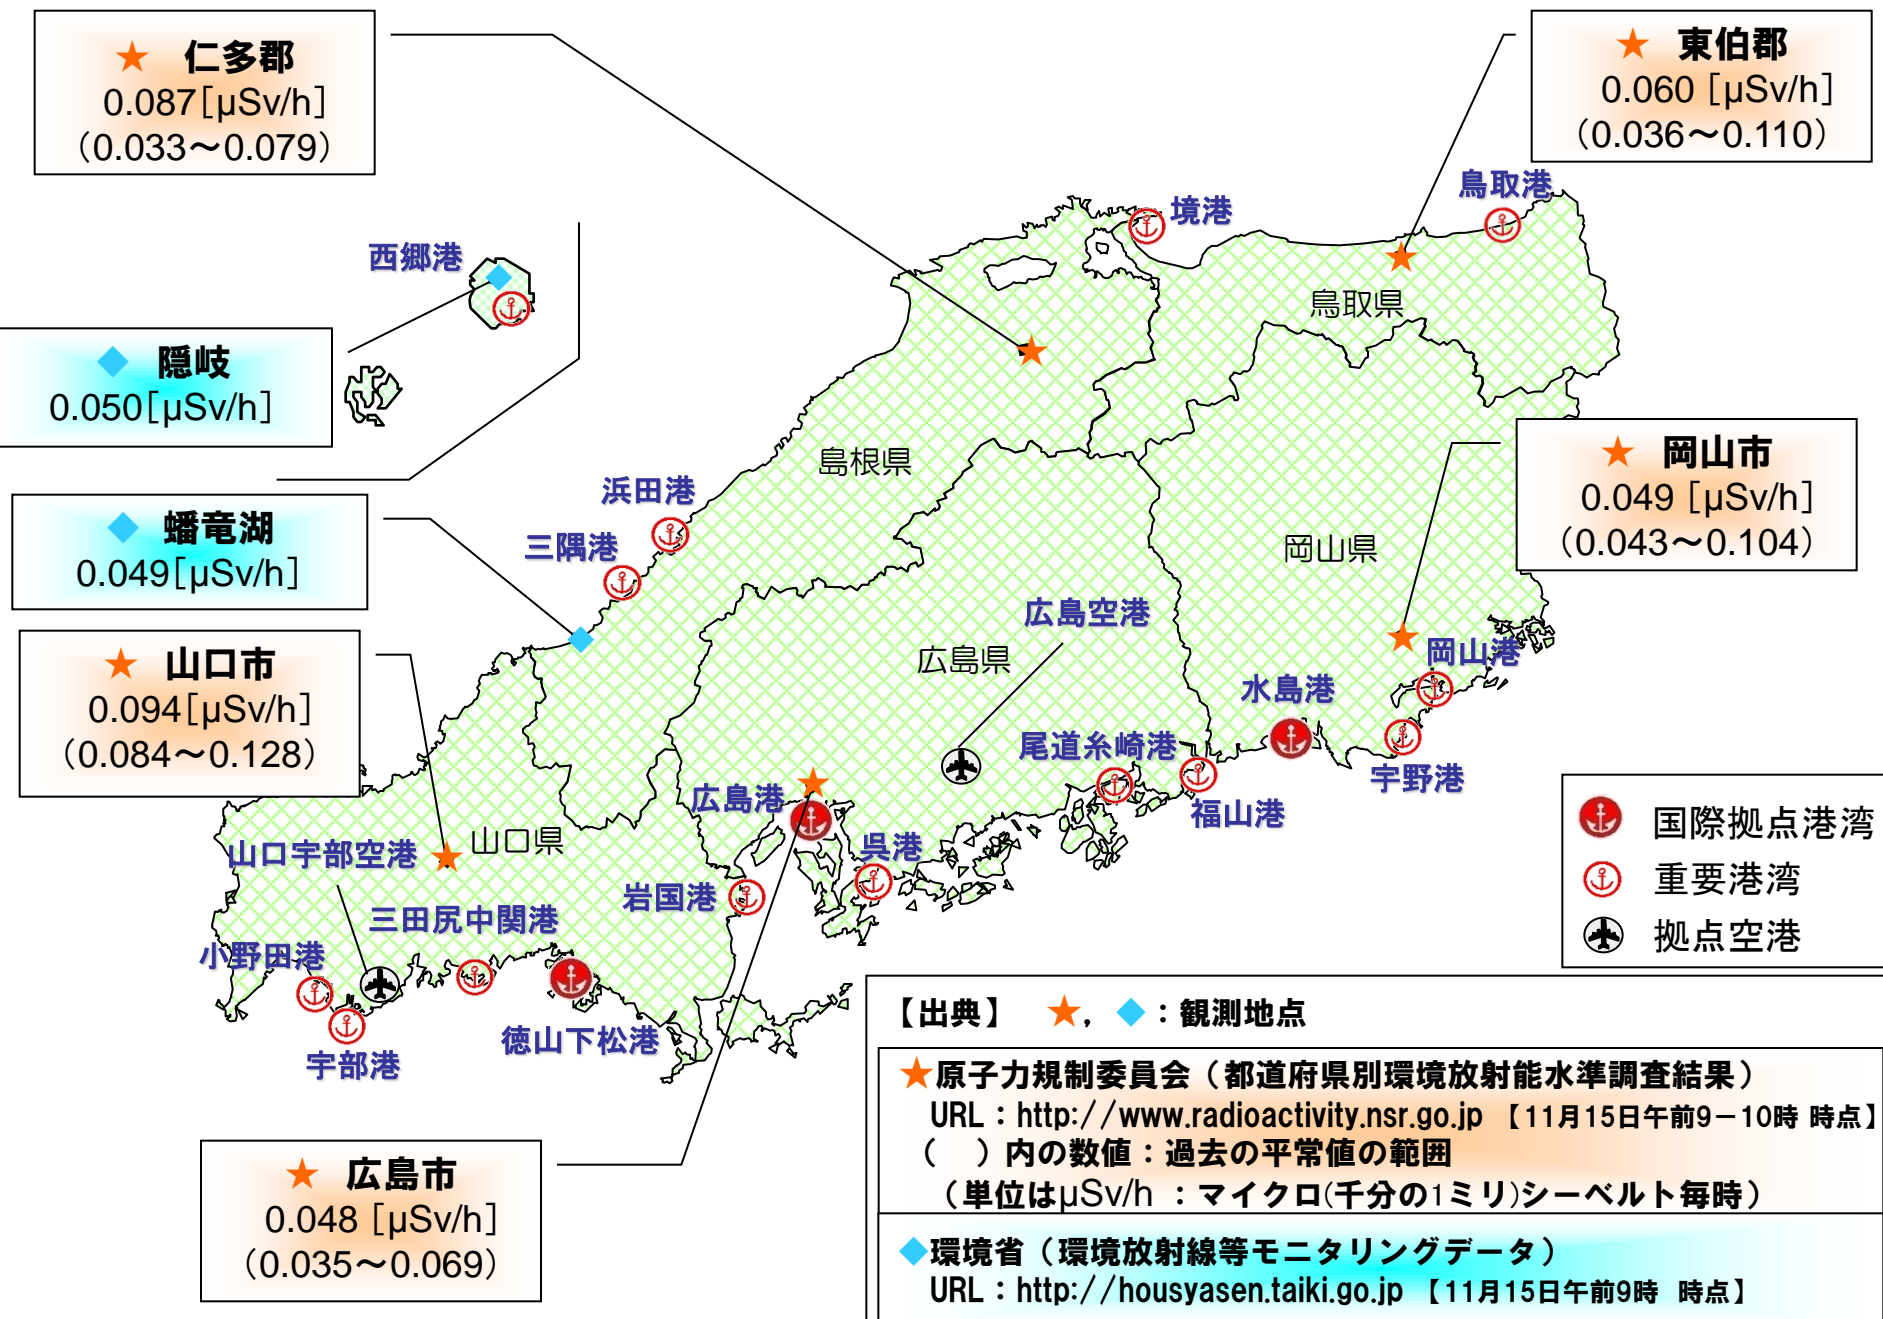 ★ 仁多郡
0.087[μSv/h]
（0.033～0.079）
★ 東伯郡
0.060 [μSv/h]
（0.036～0.110）
鳥取港
境港
西郷港
鳥取県
◆ 隠岐
0.050[μSv/h]
島根県
★ 岡山市
0.049 [μSv/h]
（0.043～0.104）
浜田港
◆ 蟠竜湖
0.049[μSv/h]
三隅港
岡山県
広島空港
★ 山口市
0.094[μSv/h]
（0.084～0.128）
広島県
岡山港
水島港
尾道糸崎港
宇野港
広島港
福山港
国際拠点港湾
重要港湾
拠点空港
山口県
山口宇部空港
呉港
岩国港
三田尻中関港
小野田港
徳山下松港
宇部港
【出典】 ★, ◆：観測地点
★原子力規制委員会（都道府県別環境放射能水準調査結果）
URL：http://www.radioactivity.nsr.go.jp 【11月15日午前9－10時 時点】
（ ）内の数値：過去の平常値の範囲
（単位はμSv/h ：マイクロ(千分の1ミリ)シーベルト毎時）
★ 広島市
0.048 [μSv/h]
（0.035～0.069）
◆環境省（環境放射線等モニタリングデータ）
URL：http://housyasen.taiki.go.jp 【11月15日午前9時 時点】